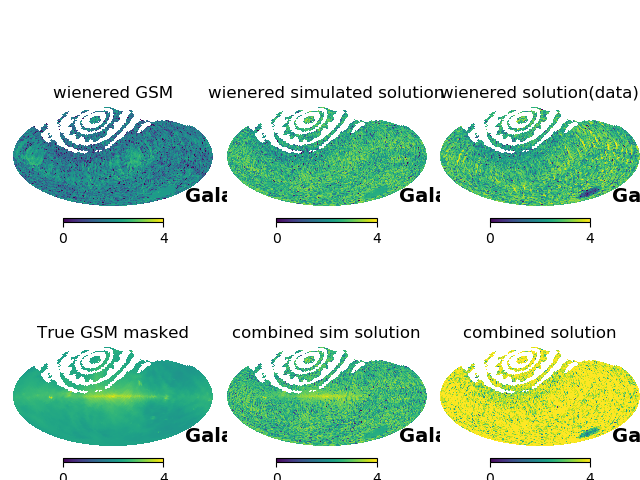 wienered GSM
wienered simulated solution
wienered solution(data)
Gala
Gala
Ga
0 4
0 4
0 4
True GSM masked
combined sim solution
combined solution
Gala
Gala
Ga
0 4
0 4
0 4